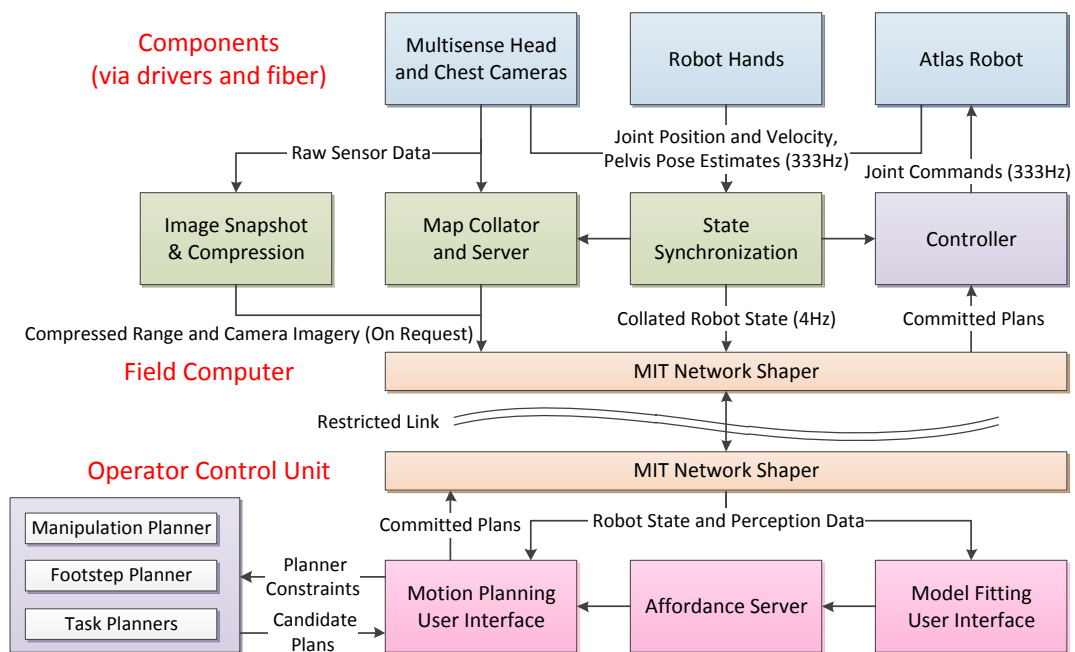 Components
(via drivers and fiber)
Multisense Head
and Chest Cameras
Robot Hands
Atlas Robot
Raw Sensor Data
Joint Position and Velocity,
Pelvis Pose Estimates (333Hz)
Joint Commands (333Hz)
Image Snapshot
& Compression
Map Collator
and Server
State
Synchronization
Controller
Compressed Range and Camera Imagery (On Request)
Collated Robot State (4Hz)
Committed Plans
Field Computer
MIT Network Shaper
Restricted Link
Operator Control Unit
MIT Network Shaper
Manipulation Planner
Footstep Planner
Task Planners
Committed Plans
Robot State and Perception Data
Planner
Constraints
Candidate
Plans
Motion Planning
User Interface
Affordance Server
Model Fitting
User Interface